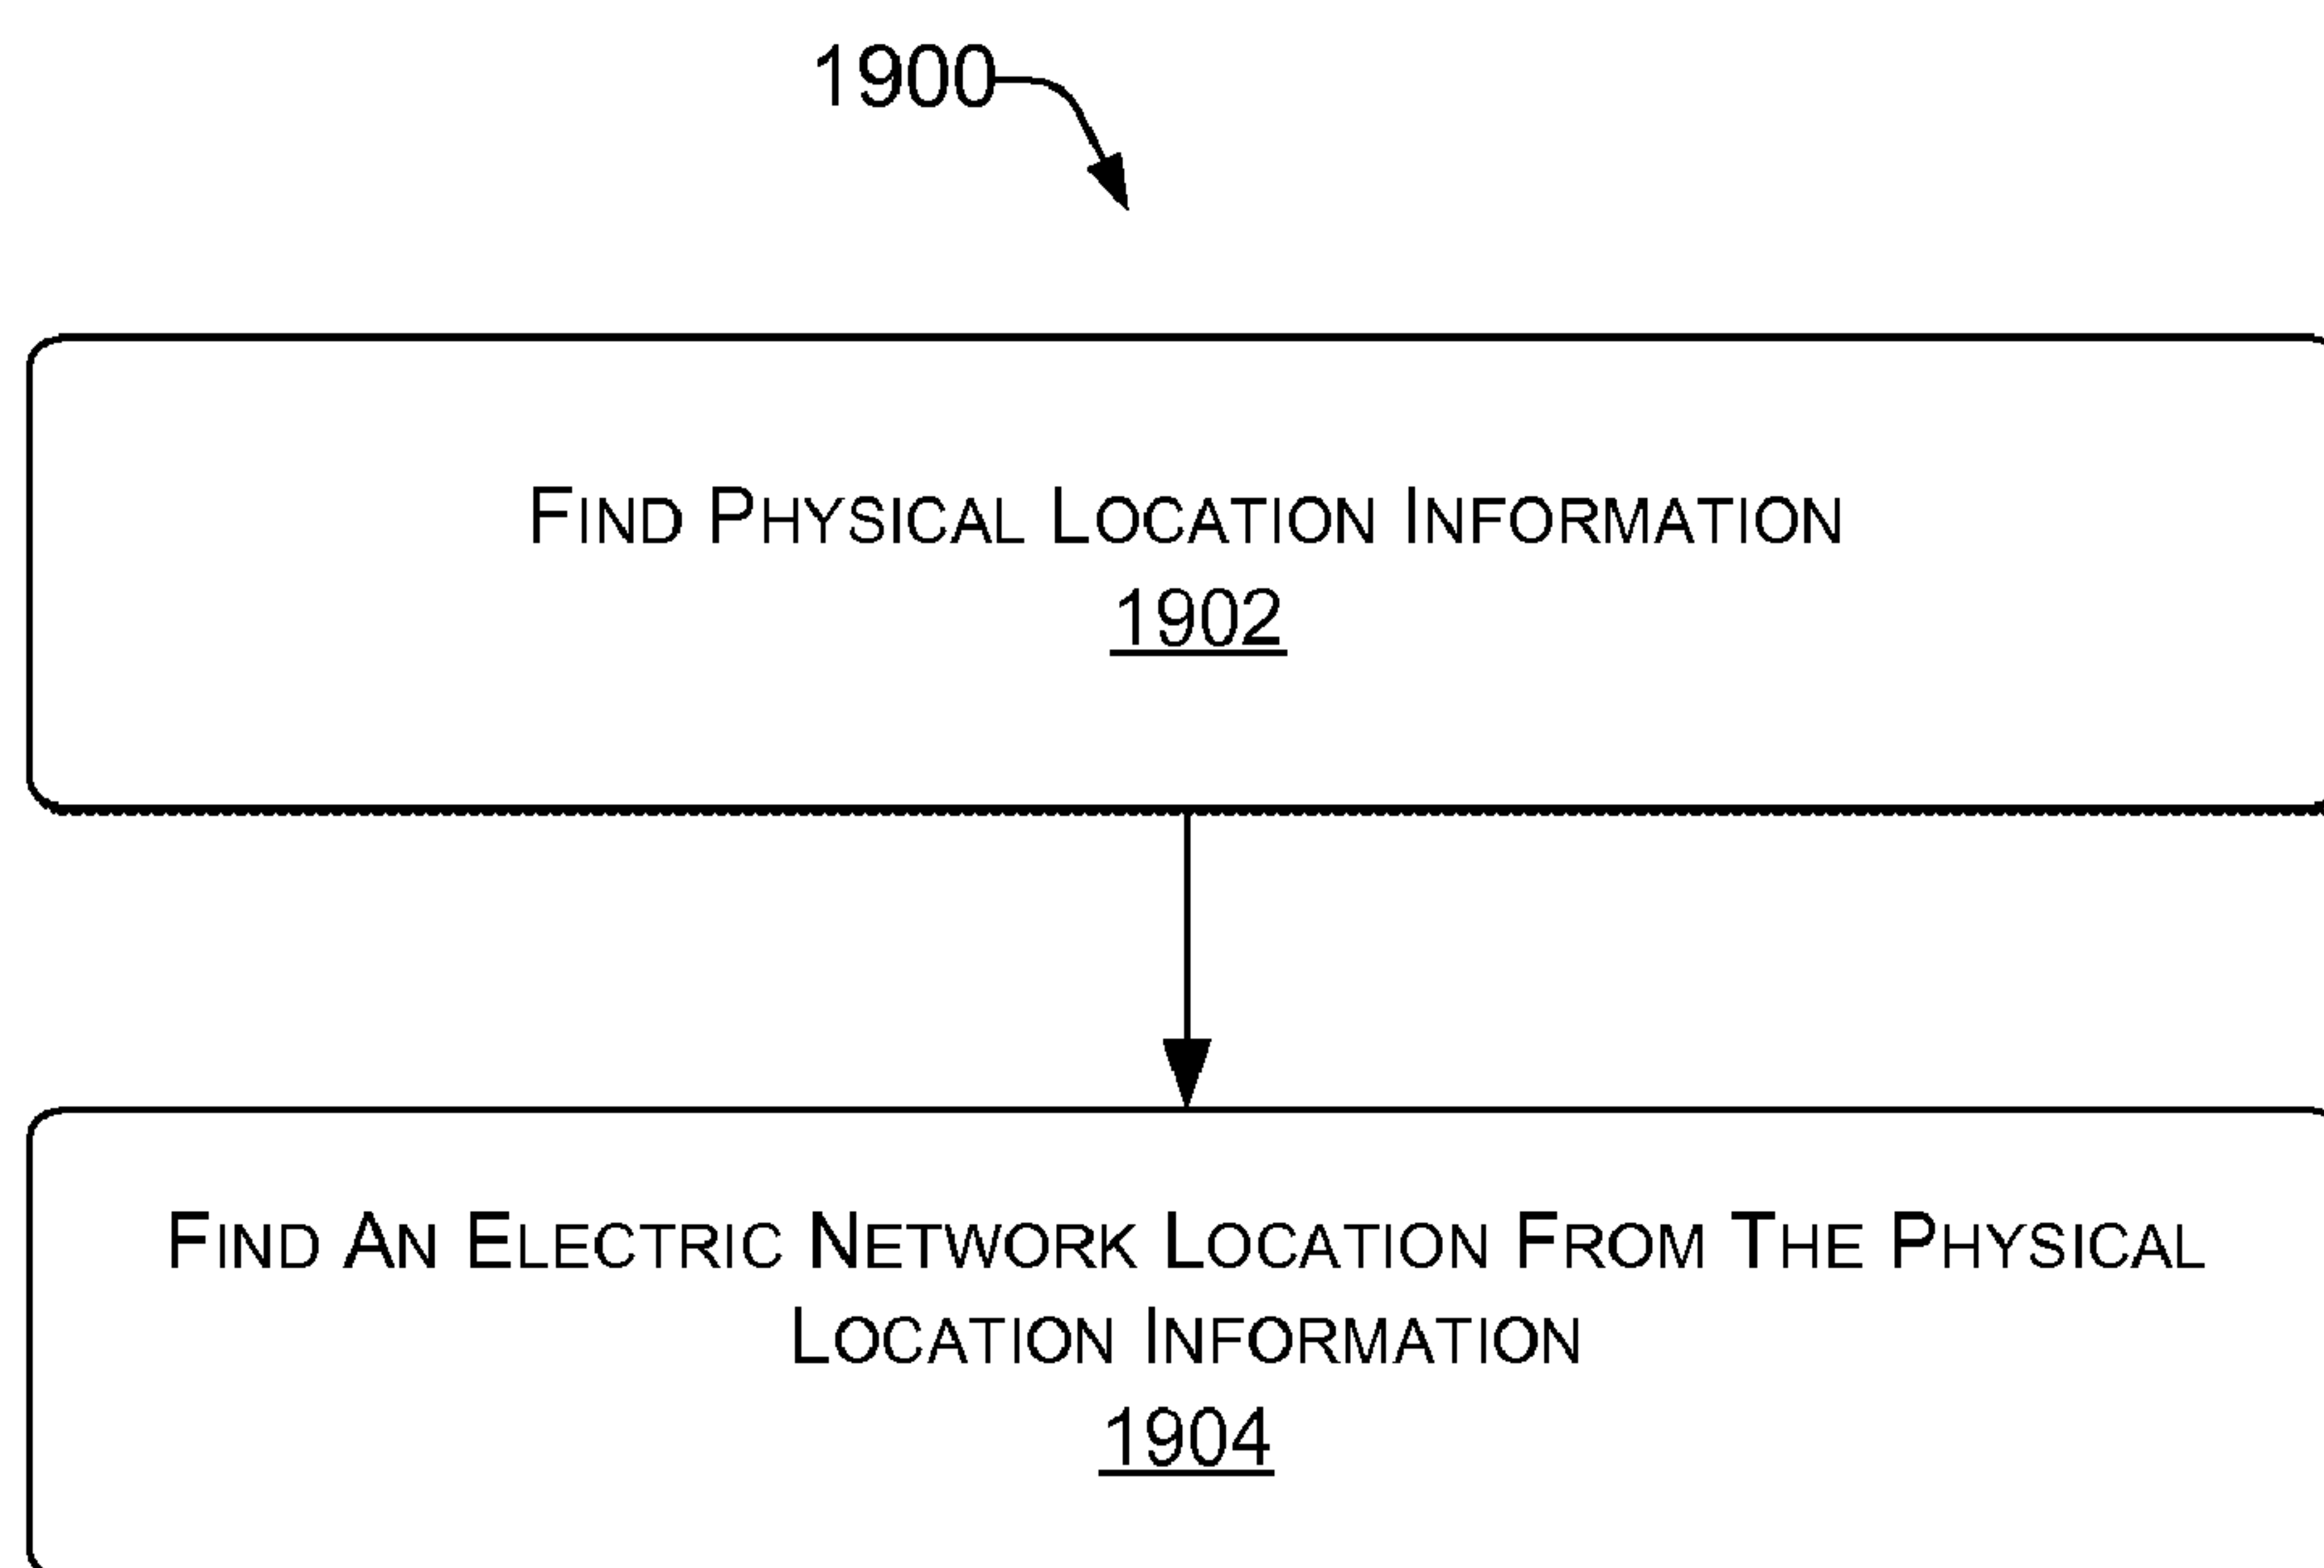 1900
Find Physical Location Information
1902
Find An Electric Network Location From The Physical
Location Information
1904